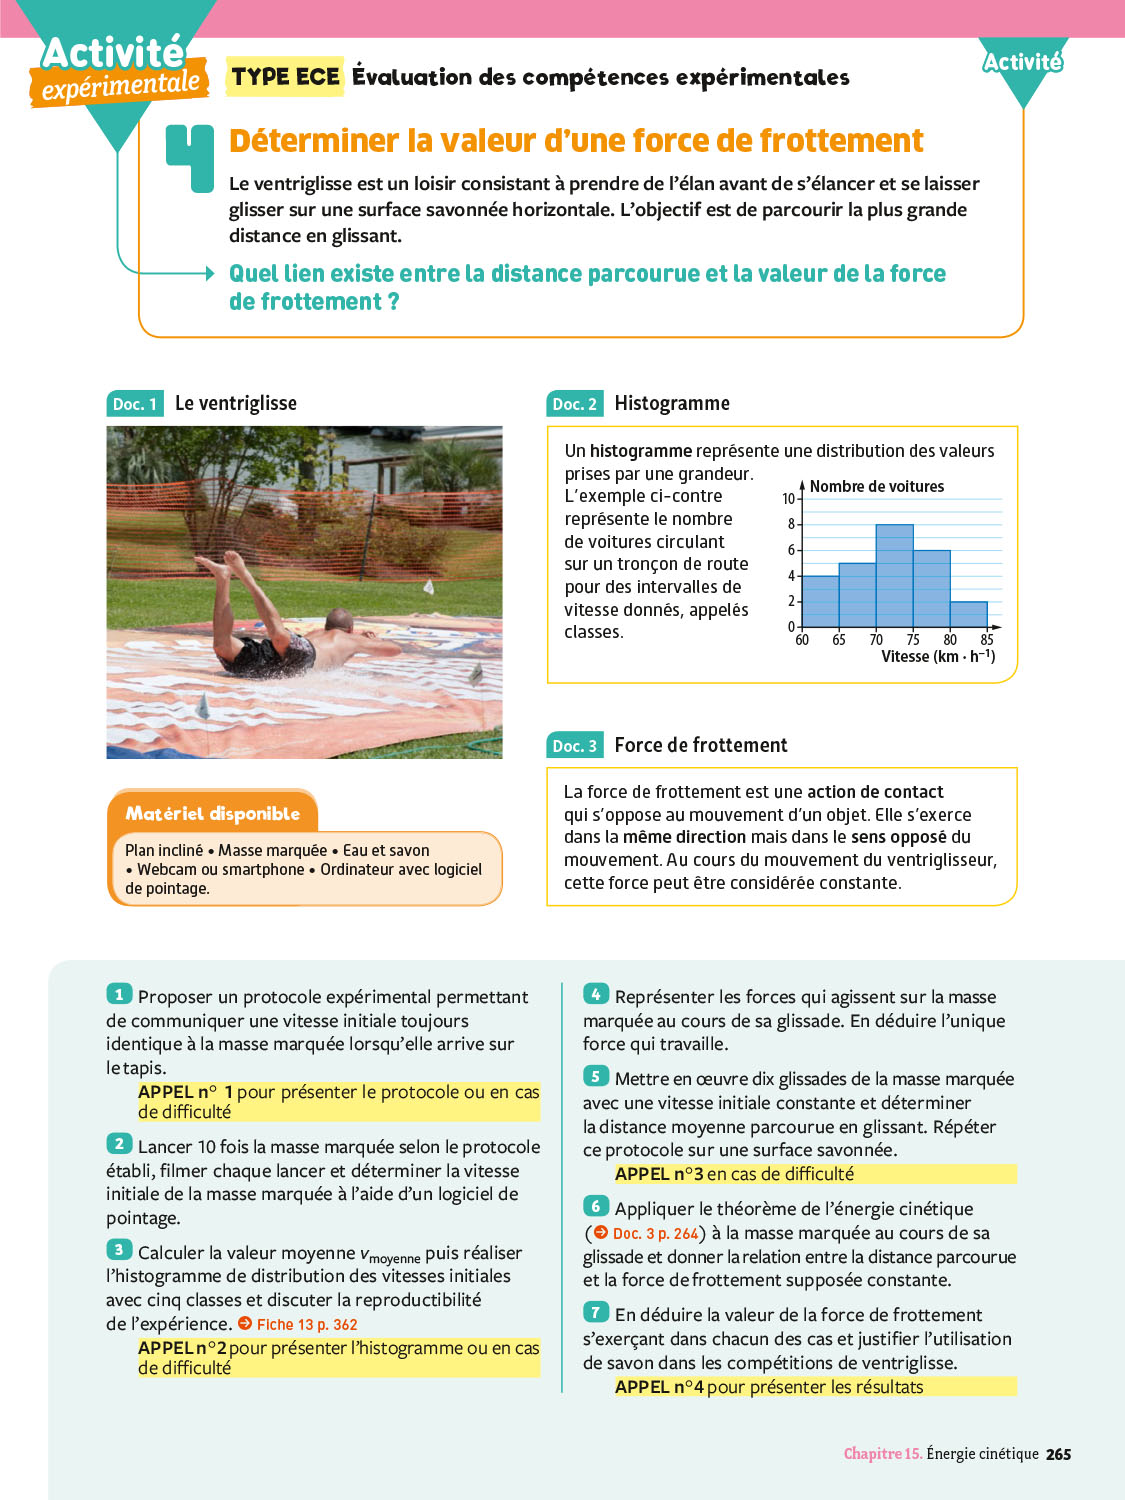 Activité
expérimentale
TYPE ECE Évaluation des compétences expérimentales
Activité
4
Déterminer la valeur d'une force de frottement
Le ventriglisse est un loisir consistant à prendre de l'élan avant de s'élancer et se laisser
glisser sur une surface savonnée horizontale. L'objectif est de parcourir la plus grande
distance en glissant.
Quel lien existe entre la distance parcourue et la valeur de la force
de frottement ?
Doc. 1 Le ventriglisse
Matériel disponible
Plan incliné • Masse marquée • Eau et savon
• Webcam ou smartphone • Ordinateur avec logiciel
de pointage.
Doc. 2 Histogramme
Un histogramme représente une distribution des valeurs
prises par une grandeur.
L'exemple ci-contre
représente le nombre
de voitures circulant
sur un tronçon de route
pour des intervalles de
vitesse donnés, appelés
classes.
Nombre de voitures
10
8
6
4
2
0
60 65 70 75 80 85
Vitesse (km · h⁻¹)
Doc. 3 Force de frottement
La force de frottement est une action de contact
qui s'oppose au mouvement d'un objet. Elle s'exerce
dans la même direction mais dans le sens opposé du
mouvement. Au cours du mouvement du ventriglisseur,
cette force peut être considérée constante.
1 Proposer un protocole expérimental permettant
de communiquer une vitesse initiale toujours
identique à la masse marquée lorsqu'elle arrive sur
le tapis.
APPEL n° 1 pour présenter le protocole ou en cas
de difficulté
2 Lancer 10 fois la masse marquée selon le protocole
établi, filmer chaque lancer et déterminer la vitesse
initiale de la masse marquée à l'aide d'un logiciel de
pointage.
3 Calculer la valeur moyenne vmoyenne puis réaliser
l'histogramme de distribution des vitesses initiales
avec cinq classes et discuter la reproductibilité
de l'expérience. ➔ Fiche 13 p. 362
APPEL n°2 pour présenter l'histogramme ou en cas
de difficulté
4 Représenter les forces qui agissent sur la masse
marquée au cours de sa glissade. En déduire l'unique
force qui travaille.
5 Mettre en œuvre dix glissades de la masse marquée
avec une vitesse initiale constante et déterminer
la distance moyenne parcourue en glissant. Répéter
ce protocole sur une surface savonnée.
APPEL n°3 en cas de difficulté
6 Appliquer le théorème de l'énergie cinétique
(➔ Doc. 3 p. 264) à la masse marquée au cours de sa
glissade et donner la relation entre la distance parcourue
et la force de frottement supposée constante.
7 En déduire la valeur de la force de frottement
s'exerçant dans chacun des cas et justifier l'utilisation
de savon dans les compétitions de ventriglisse.
APPEL n°4 pour présenter les résultats
Chapitre 15. Énergie cinétique 265